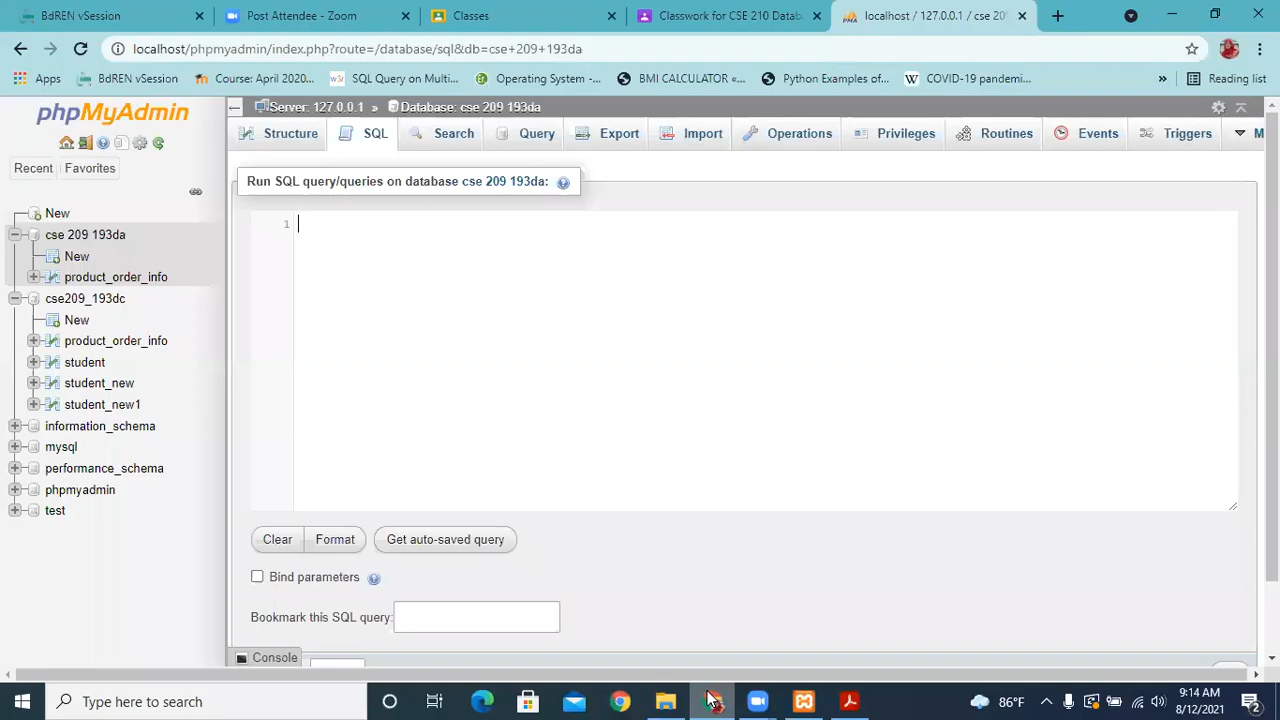 BdREN vSession
Post Attendee - Zoom
Classes
Classwork for CSE 210 Datab
localhost / 127.0.0.1 / cse 20
localhost/phpmyadmin/index.php?route=/database/sql&db=cse+209+193da
Apps
BdREN vSession
Course: April 2020...
SQL Query on Multi...
Operating System -...
BMI CALCULATOR «...
Python Examples of...
COVID-19 pandemi...
Reading list
phpMyAdmin
Server: 127.0.0.1 » Database: cse 209 193da
Structure
SQL
Search
Query
Export
Import
Operations
Privileges
Routines
Events
Triggers
M
Recent
Favorites
Run SQL query/queries on database cse 209 193da:
1
New
cse 209 193da
New
product_order_info
cse209_193dc
New
product_order_info
student
student_new
student_new1
information_schema
mysql
performance_schema
phpmyadmin
test
Clear
Format
Get auto-saved query
Bind parameters
Bookmark this SQL query:
Console
Type here to search
86°F
9:14 AM
8/12/2021
2